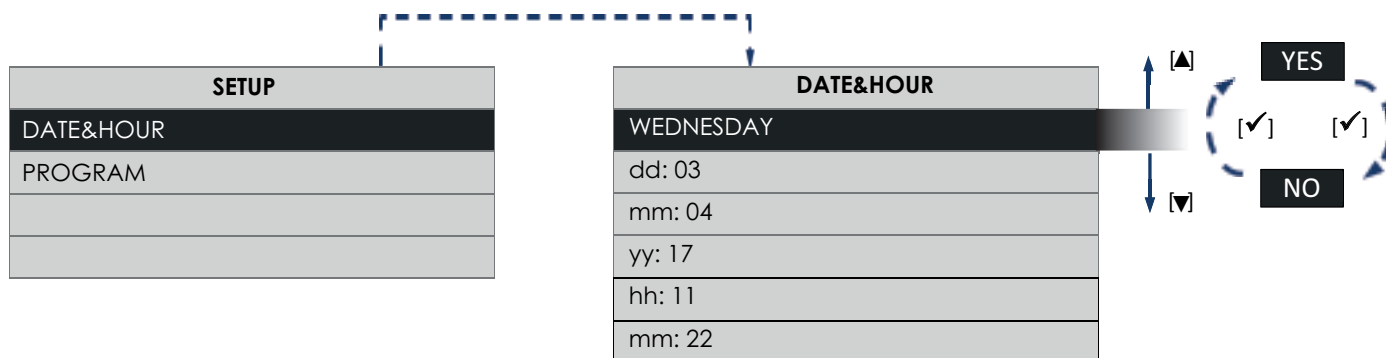 SETUP
DATE&HOUR
PROGRAM
DATE&HOUR
WEDNESDAY
dd: 03
mm: 04
yy: 17
hh: 11
mm: 22
[▲]
[▼]
YES
[✓] [✓]
NO